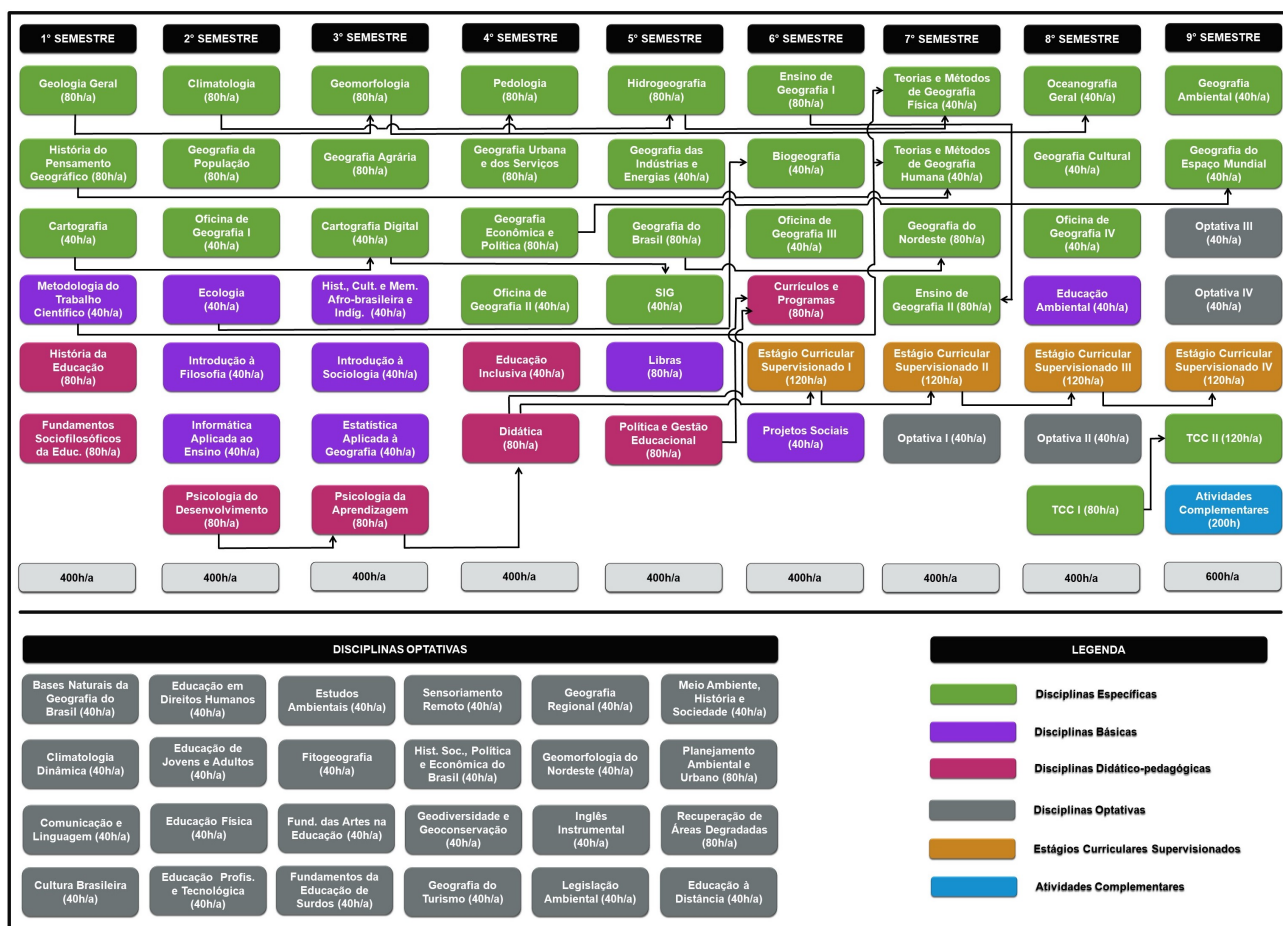 1° SEMESTRE
2° SEMESTRE
3° SEMESTRE
4° SEMESTRE
5° SEMESTRE
6° SEMESTRE
7° SEMESTRE
8° SEMESTRE
9° SEMESTRE
Geologia Geral
(80h/a)
Climatologia
(80h/a)
Geomorfologia
(80h/a)
Pedologia
(80h/a)
Hidrogeografia
(80h/a)
Ensino de
Geografia I
(80h/a)
Teorias e Métodos
de Geografia
Física (40h/a)
Oceanografia
Geral (40h/a)
Geografia
Ambiental (40h/a)
História do
Pensamento
Geográfico (80h/a)
Geografia da
População
(80h/a)
Geografia Agrária
(80h/a)
Geografia Urbana
e dos Serviços
(80h/a)
Geografia das
Indústrias e
Energias (40h/a)
Biogeografia
(40h/a)
Teorias e Métodos
de Geografia
Humana (40h/a)
Geografia Cultural
(40h/a)
Geografia do
Espaço Mundial
(40h/a)
Cartografia
(40h/a)
Oficina de
Geografia I
(40h/a)
Cartografia Digital
(40h/a)
Geografia
Econômica e
Política (80h/a)
Geografia do
Brasil (80h/a)
Oficina de
Geografia III
(40h/a)
Geografia do
Nordeste (80h/a)
Oficina de
Geografia IV
(40h/a)
Optativa III
(40h/a)
Metodologia do
Trabalho
Científico (40h/a)
Ecologia
(40h/a)
Hist., Cult. e Mem.
Afro-brasileira e
Indíg. (40h/a)
Oficina de
Geografia II (40h/a)
SIG
(40h/a)
Currículos e
Programas
(80h/a)
Ensino de
Geografia II (80h/a)
Educação
Ambiental (40h/a)
Optativa IV
(40h/a)
História da
Educação
(80h/a)
Introdução à
Filosofia (40h/a)
Introdução à
Sociologia (40h/a)
Educação
Inclusiva (40h/a)
Libras
(80h/a)
Estágio Curricular
Supervisionado I
(120h/a)
Estágio Curricular
Supervisionado II
(120h/a)
Estágio Curricular
Supervisionado III
(120h/a)
Estágio Curricular
Supervisionado IV
(120h/a)
Fundamentos
Sociofilosóficos
da Educ. (80h/a)
Informática
Aplicada ao
Ensino (40h/a)
Estatística
Aplicada à
Geografia (40h/a)
Didática
(80h/a)
Política e Gestão
Educacional
(80h/a)
Projetos Sociais
(40h/a)
Optativa I (40h/a)
Optativa II (40h/a)
TCC II (120h/a)
Psicologia do
Desenvolvimento
(80h/a)
Psicologia da
Aprendizagem
(80h/a)
TCC I (80h/a)
Atividades
Complementares
(200h)
400h/a
400h/a
400h/a
400h/a
400h/a
400h/a
400h/a
400h/a
600h/a
DISCIPLINAS OPTATIVAS
Bases Naturais da
Geografia do
Brasil (40h/a)
Educação em
Direitos Humanos
(40h/a)
Estudos
Ambientais (40h/a)
Sensoriamento
Remoto (40h/a)
Geografia
Regional (40h/a)
Meio Ambiente,
História e
Sociedade (40h/a)
Climatologia
Dinâmica (40h/a)
Educação de
Jovens e Adultos
(40h/a)
Fitogeografia
(40h/a)
Hist. Soc., Política
e Econômica do
Brasil (40h/a)
Geomorfologia do
Nordeste (40h/a)
Planejamento
Ambiental e
Urbano (80h/a)
Comunicação e
Linguagem (40h/a)
Educação Física
(40h/a)
Fund. das Artes na
Educação (40h/a)
Geodiversidade e
Geoconservação
(40h/a)
Inglês
Instrumental
(40h/a)
Recuperação de
Áreas Degradadas
(80h/a)
Cultura Brasileira
(40h/a)
Educação Profis.
e Tecnológica
(40h/a)
Fundamentos da
Educação de
Surdos (40h/a)
Geografia do
Turismo (40h/a)
Legislação
Ambiental (40h/a)
Educação à
Distância (40h/a)
LEGENDA
Disciplinas Específicas
Disciplinas Básicas
Disciplinas Didático-pedagógicas
Disciplinas Optativas
Estágios Curriculares Supervisionados
Atividades Complementares